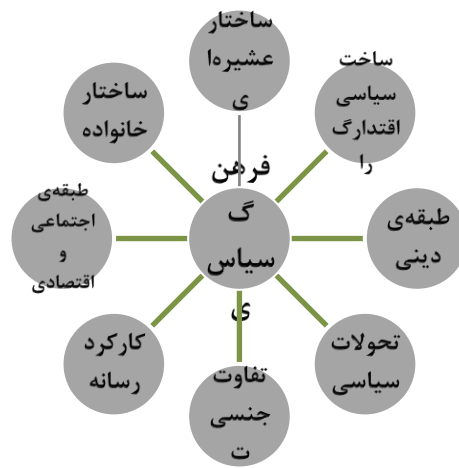 ساختار
عشیره‌ا
ی
ساخت
سیاسی
اقتدارگ
را
طبقه‌ی
دینی
تحولات
سیاسی
تفاوت
جنسی
ت
کارکرد
رسانه
طبقه‌ی
اجتماعی
و
اقتصادی
ساختار
خانواده
فرهن
گ
سیاس
ی